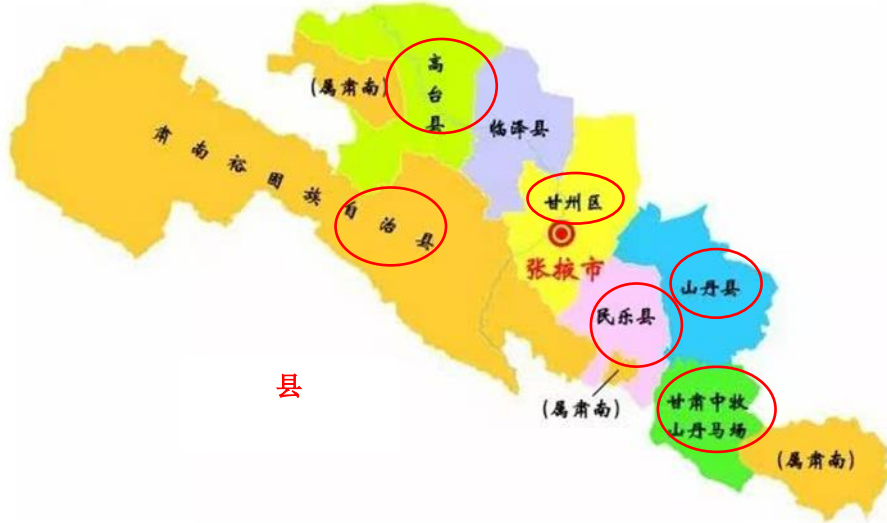 高台县
(属肃南)
临泽县
肃南裕固族自治县
甘州区
张掖市
山丹县
民乐县
县
(属肃南)
甘肃中牧
山丹马场
(属肃南)